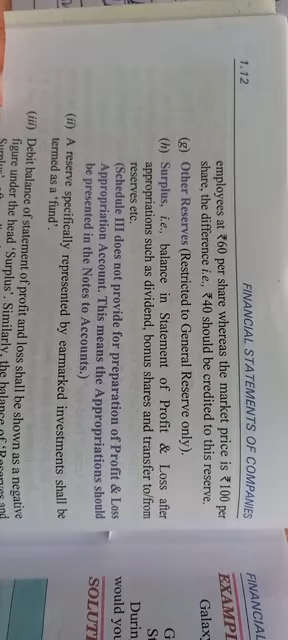 1.12
FINANCIAL STATEMENTS OF COMPANIES
employees at ₹60 per share whereas the market price is ₹100 per
share, the difference i.e., ₹40 should be credited to this reserve.
(g) Other Reserves (Restricted to General Reserve only).
(h) Surplus, i.e., balance in Statement of Profit & Loss after
appropriations such as dividend, bonus shares and transfer to/from
reserves etc.
(Schedule III does not provide for preparation of Profit & Loss
Appropriation Account. This means the Appropriations should
be presented in the Notes to Accounts.)
(ii) A reserve specifically represented by earmarked investments shall be
termed as a 'fund'.
(iii) Debit balance of statement of profit and loss shall be shown as a negative
figure under the head 'Surplus'. Similarly, the balance of 'Reserves and
FINANCIAL
EXAMP
Galax
G
St
Durin
would you
SOLUT